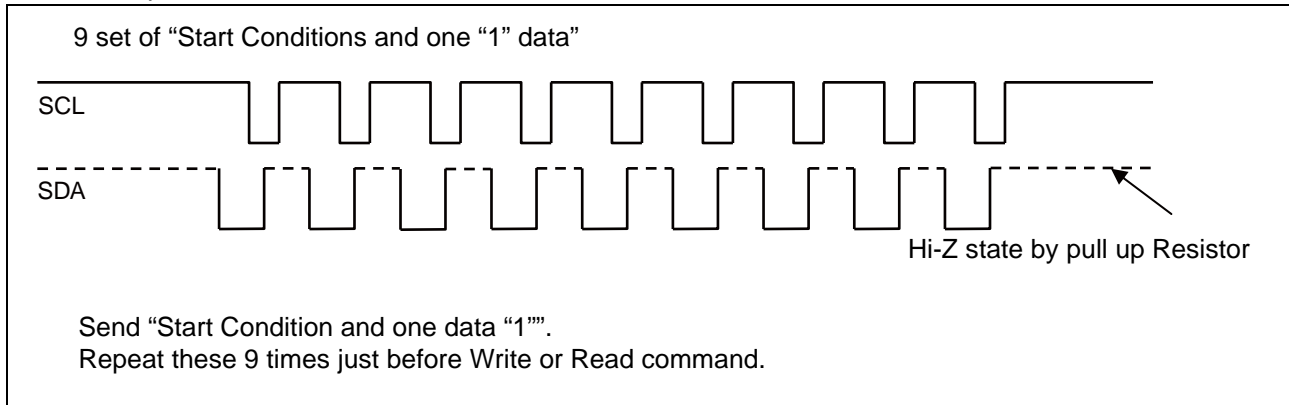 9 set of “Start Conditions and one “1” data”
SCL
SDA
Hi-Z state by pull up Resistor
Send “Start Condition and one data “1””.
Repeat these 9 times just before Write or Read command.